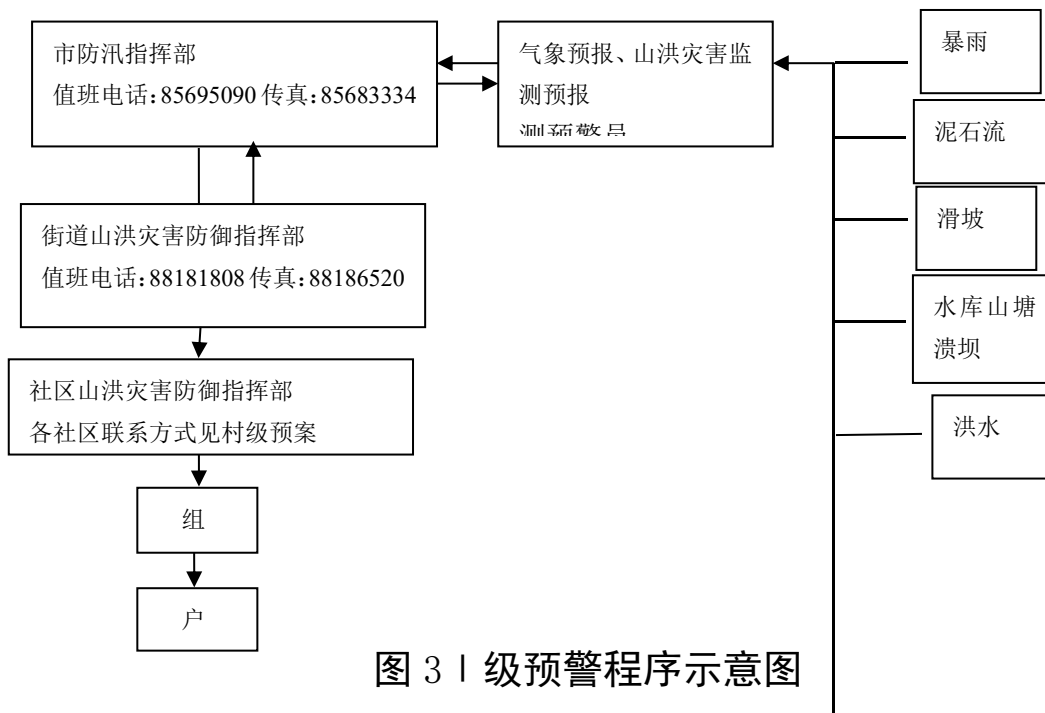 市防汛指挥部
值班电话:85695090 传真:85683334
气象预报、山洪灾害监
测预报
测预警员
暴雨
泥石流
滑坡
水库山塘
溃坝
洪水
街道山洪灾害防御指挥部
值班电话:88181808 传真:88186520
社区山洪灾害防御指挥部
各社区联系方式见村级预案
组
户
图 3 Ⅰ 级预警程序示意图